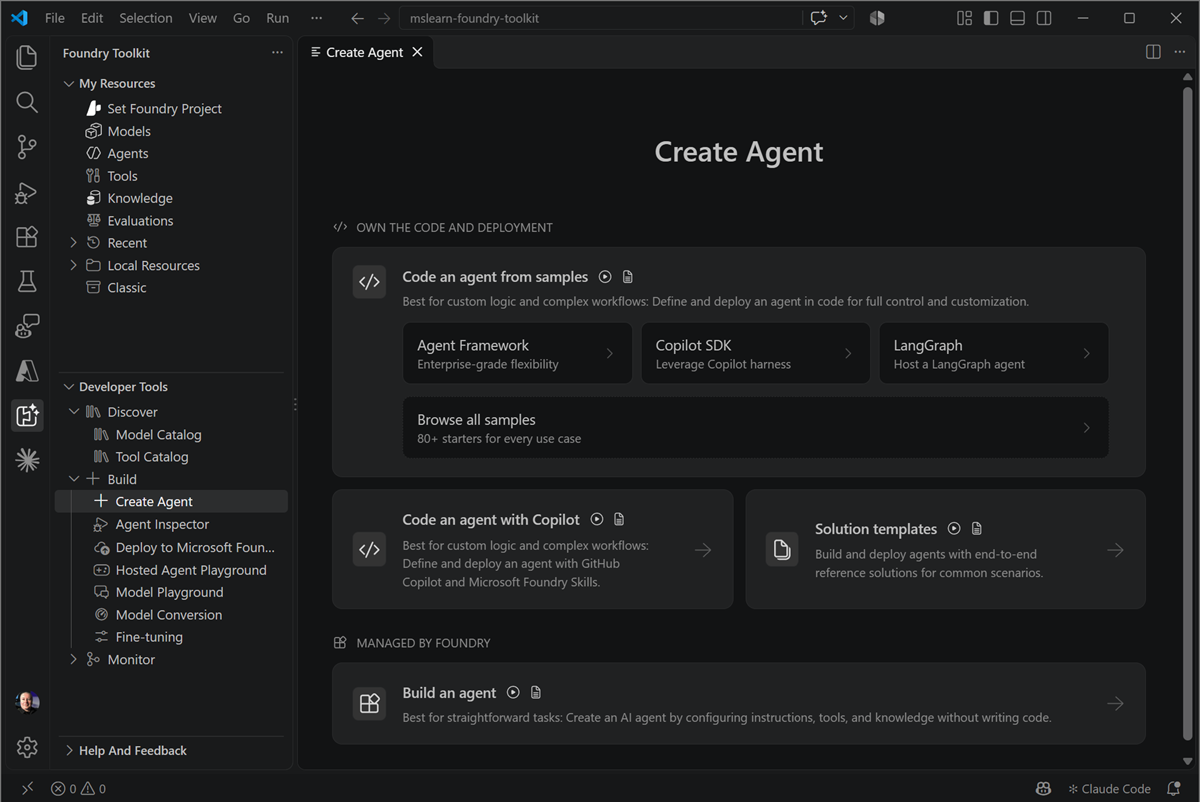 File Edit Selection View Go Run ··· mslearn-foundry-toolkit
Foundry Toolkit
My Resources
Set Foundry Project
Models
Agents
Tools
Knowledge
Evaluations
Recent
Local Resources
Classic
Developer Tools
Discover
Model Catalog
Tool Catalog
Build
Create Agent
Agent Inspector
Deploy to Microsoft Foun...
Hosted Agent Playground
Model Playground
Model Conversion
Fine-tuning
Monitor
Help And Feedback
Create Agent
Create Agent
OWN THE CODE AND DEPLOYMENT
Code an agent from samples
Best for custom logic and complex workflows: Define and deploy an agent in code for full control and customization.
Agent Framework
Enterprise-grade flexibility
Copilot SDK
Leverage Copilot harness
LangGraph
Host a LangGraph agent
Browse all samples
80+ starters for every use case
Code an agent with Copilot
Best for custom logic and complex workflows:
Define and deploy an agent with GitHub
Copilot and Microsoft Foundry Skills.
Solution templates
Build and deploy agents with end-to-end
reference solutions for common scenarios.
MANAGED BY FOUNDRY
Build an agent
Best for straightforward tasks: Create an AI agent by configuring instructions, tools, and knowledge without writing code.
0 0 Claude Code